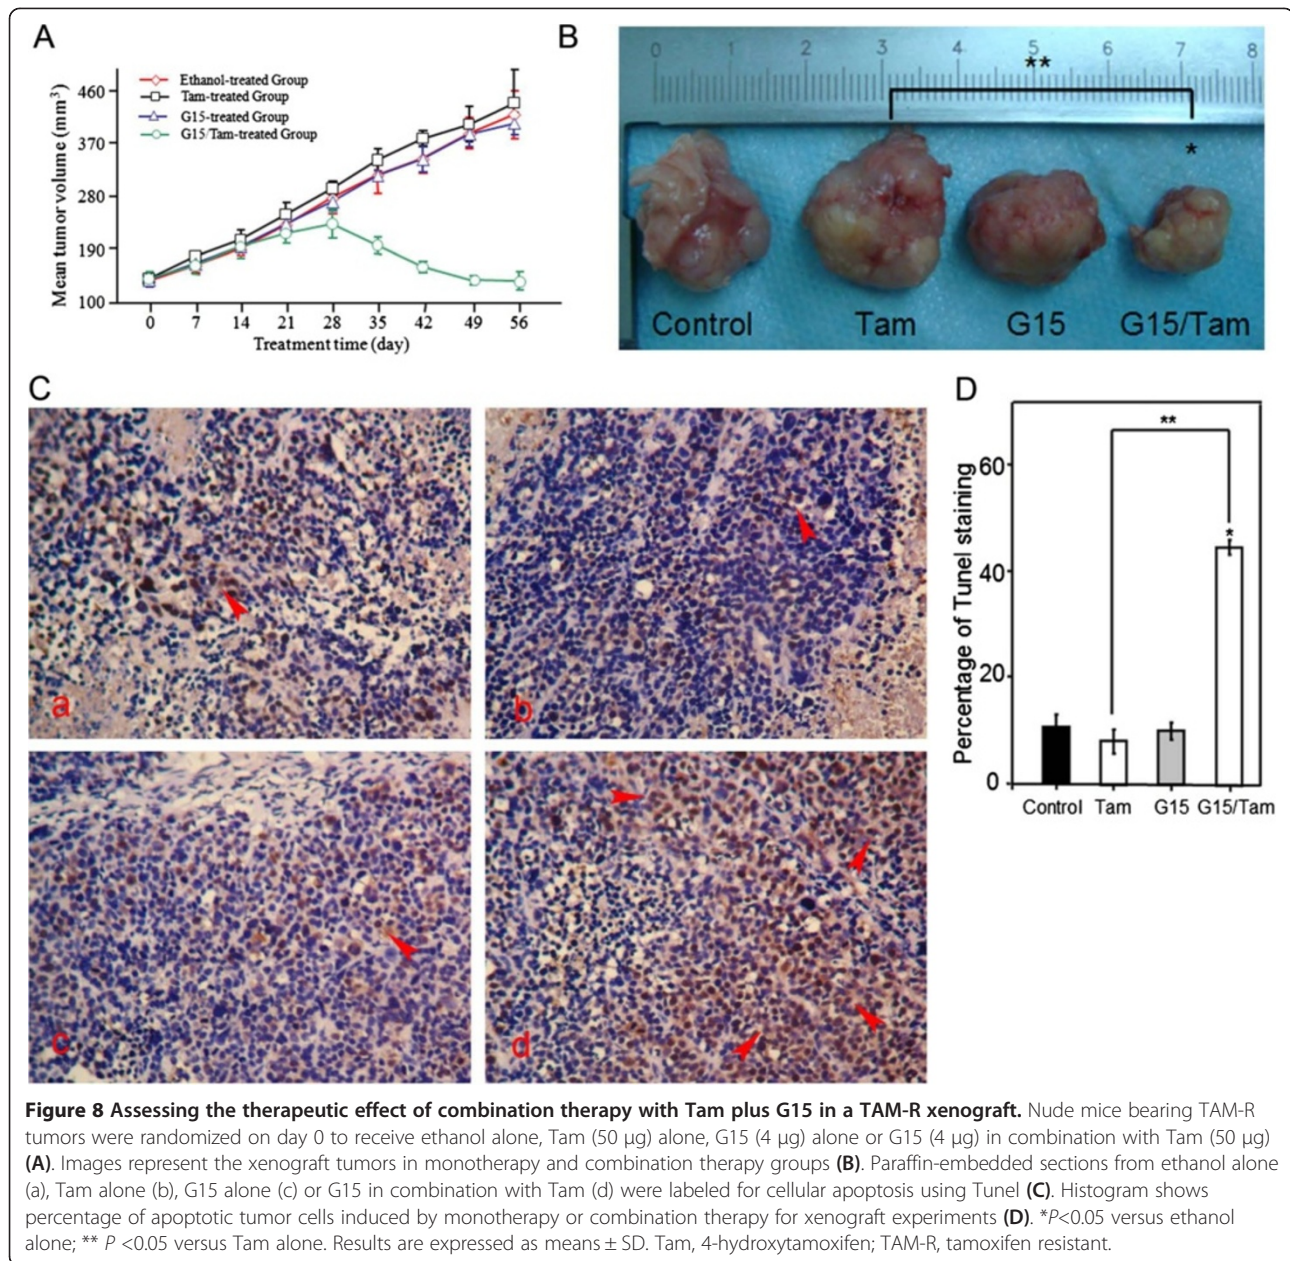 A
Mean tumor volume (mm³)
460
370
280
190
100
Ethanol-treated Group
Tam-treated Group
G15-treated Group
G15/Tam-treated Group
0 7 14 21 28 35 42 49 56
Treatment time (day)
B
0 1 2 3 4 5 6 7 8
**
*
Control Tam G15 G15/Tam
C
a
b
c
d
D
Percentage of Tunel staining
60
40
20
0
**
*
Control Tam G15 G15/Tam
Figure 8 Assessing the therapeutic effect of combination therapy with Tam plus G15 in a TAM-R xenograft. Nude mice bearing TAM-R
tumors were randomized on day 0 to receive ethanol alone, Tam (50 μg) alone, G15 (4 μg) alone or G15 (4 μg) in combination with Tam (50 μg)
(A). Images represent the xenograft tumors in monotherapy and combination therapy groups (B). Paraffin-embedded sections from ethanol alone
(a), Tam alone (b), G15 alone (c) or G15 in combination with Tam (d) were labeled for cellular apoptosis using Tunel (C). Histogram shows
percentage of apoptotic tumor cells induced by monotherapy or combination therapy for xenograft experiments (D). *P<0.05 versus ethanol
alone; ** P <0.05 versus Tam alone. Results are expressed as means ± SD. Tam, 4-hydroxytamoxifen; TAM-R, tamoxifen resistant.